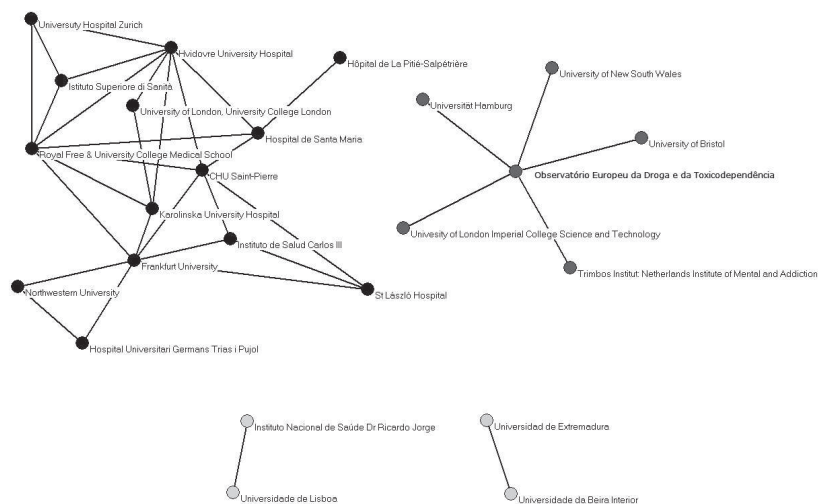 Universuty Hospital Zurich
Hvidovre University Hospital
Hôpital de La Pitié-Salpétrière
Istituto Superiore di Sanità
University of London, University College London
Hospital de Santa Maria
Royal Free & University College Medical School
CHU Saint-Pierre
Karolinska University Hospital
Instituto de Salud Carlos III
Frankfurt University
Northwestern University
St László Hospital
Hospital Universitari Germans Trias i Pujol
University of New South Wales
Universität Hamburg
University of Bristol
Observatório Europeu da Droga e da Toxicodependência
Univesity of London Imperial College Science and Technology
Trimbos Institut: Netherlands Institute of Mental and Addiction
Instituto Nacional de Saúde Dr Ricardo Jorge
Universidade de Lisboa
Universidad de Extremadura
Universidade da Beira Interior